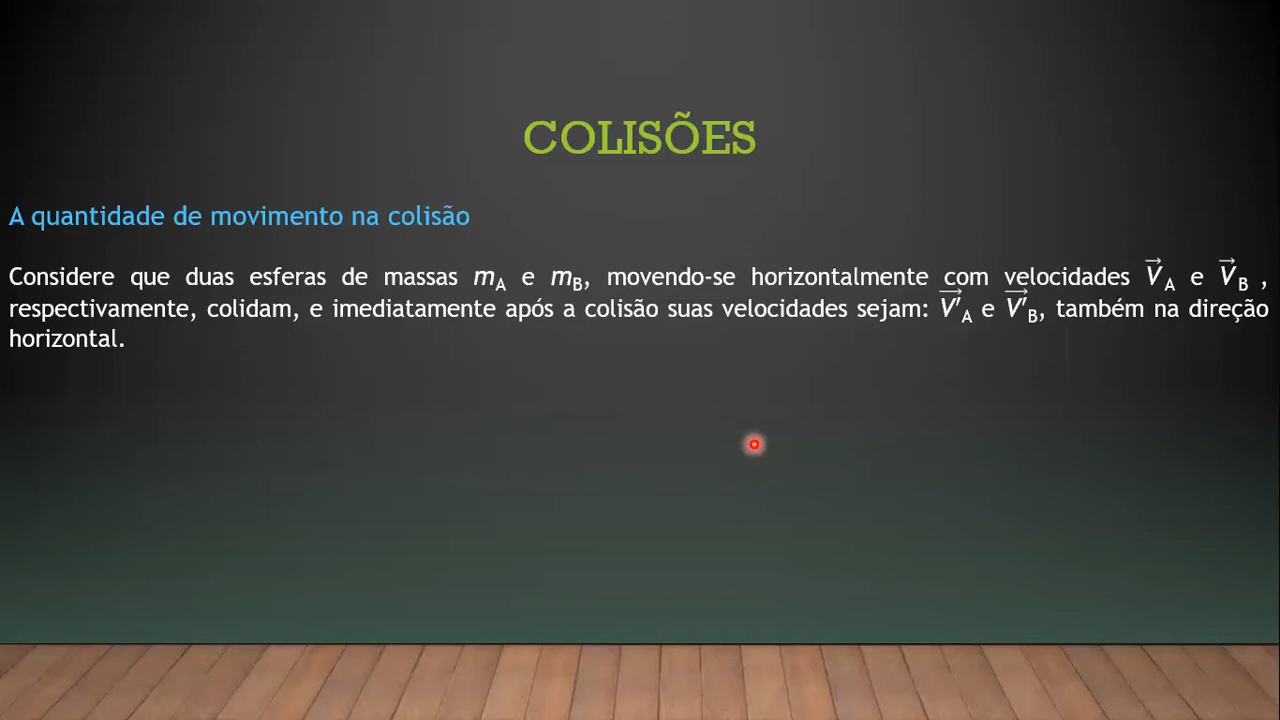 COLISÕES
A quantidade de movimento na colisão
Considere que duas esferas de massas mA e mB, movendo-se horizontalmente com velocidades V⃗A e V⃗B ,
respectivamente, colidam, e imediatamente após a colisão suas velocidades sejam: V⃗′A e V⃗′B, também na direção
horizontal.